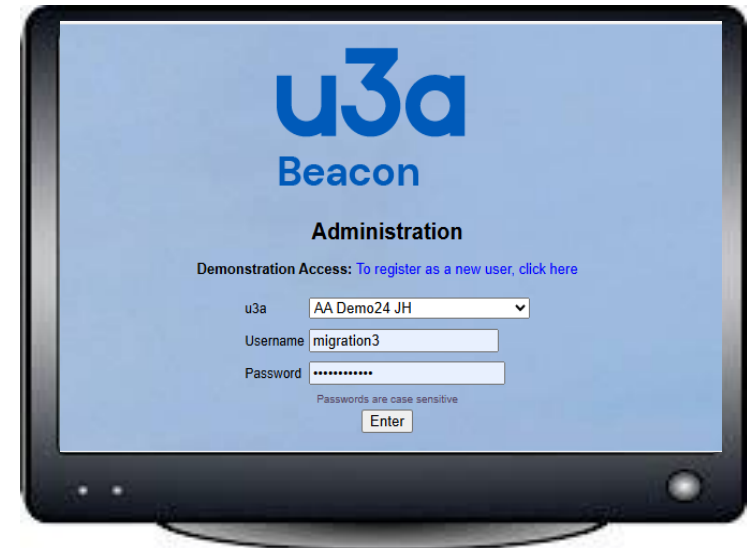 u3a
Beacon
Administration
Demonstration Access: To register as a new user, click here
u3a AA Demo24 JH
Username migration3
Password ••••••••••••
Passwords are case sensitive
Enter